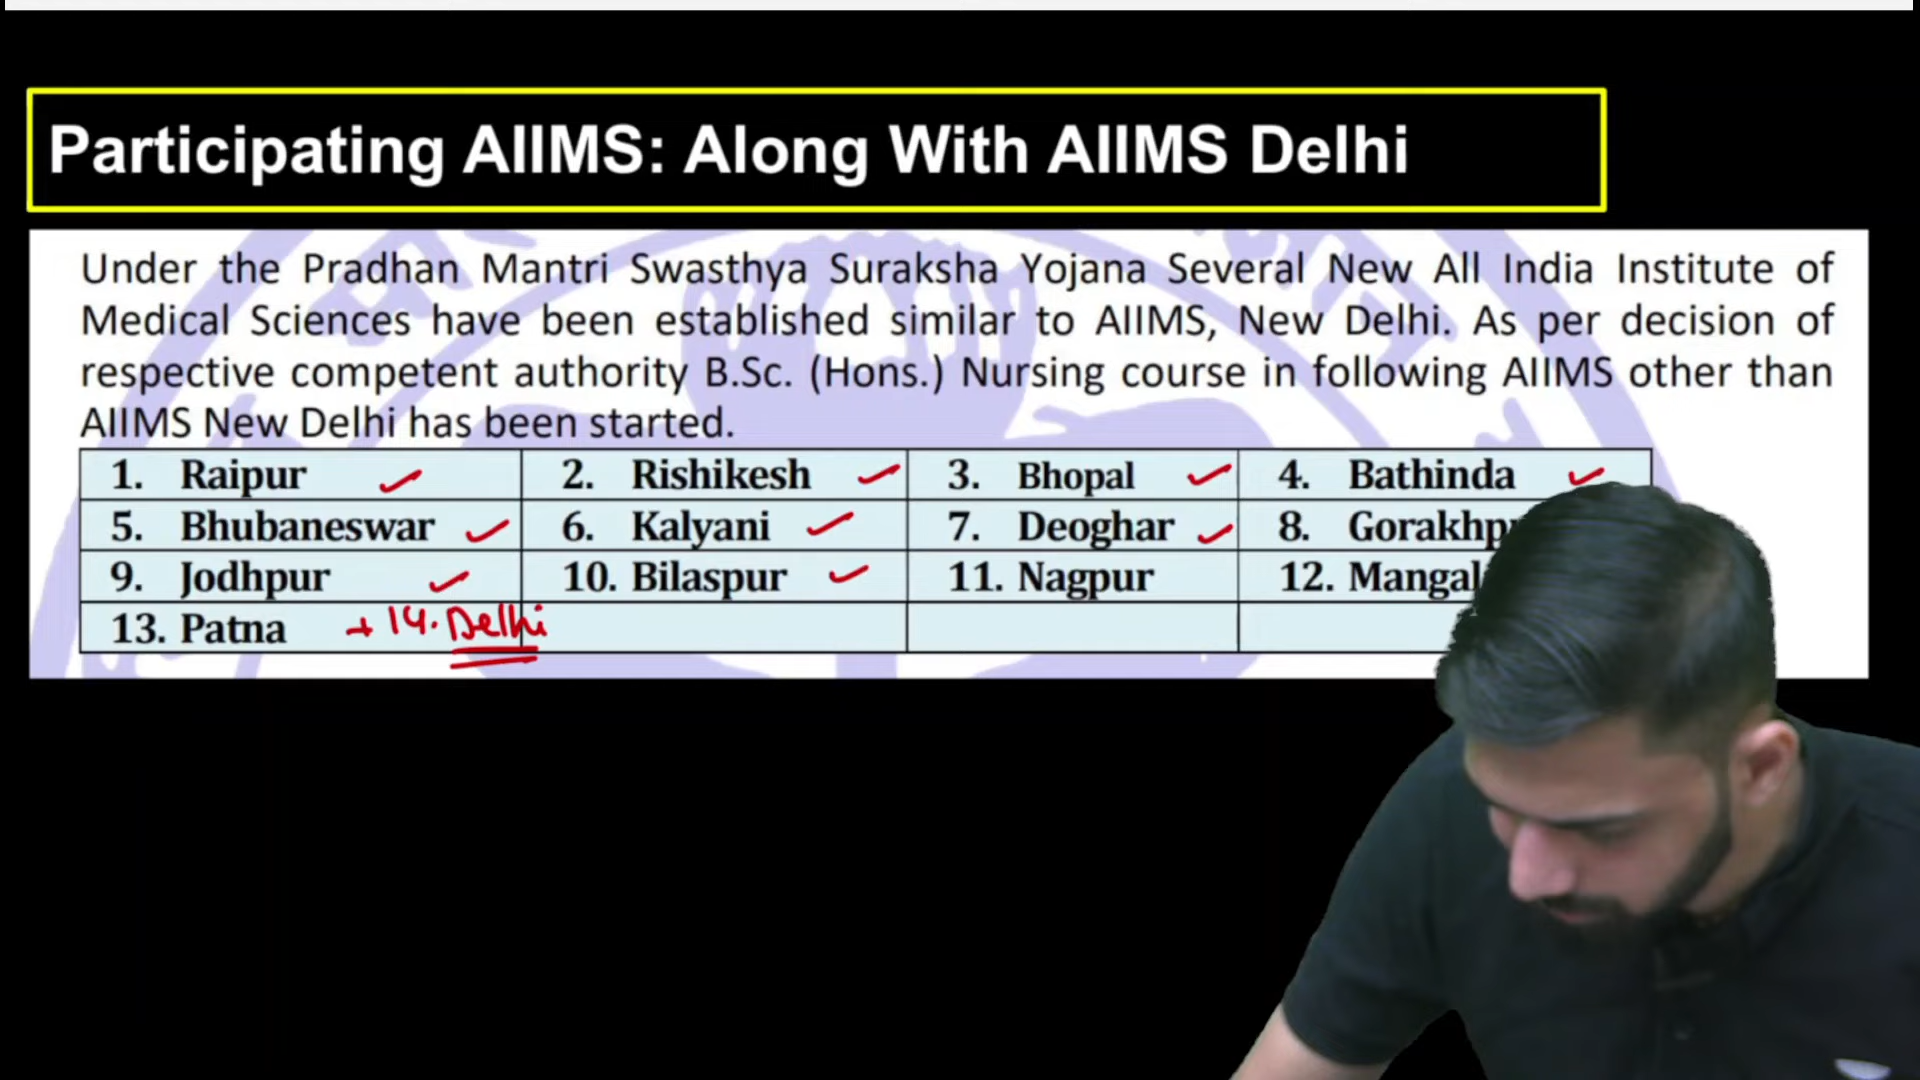 Participating AIIMS: Along With AIIMS Delhi
Under the Pradhan Mantri Swasthya Suraksha Yojana Several New All India Institute of
Medical Sciences have been established similar to AIIMS, New Delhi. As per decision of
respective competent authority B.Sc. (Hons.) Nursing course in following AIIMS other than
AIIMS New Delhi has been started.
1. Raipur 2. Rishikesh 3. Bhopal 4. Bathinda
5. Bhubaneswar 6. Kalyani 7. Deoghar 8.
9. Jodhpur 10. Bilaspur 11. Nagpur 12.
13. Patna + 14. Delhi